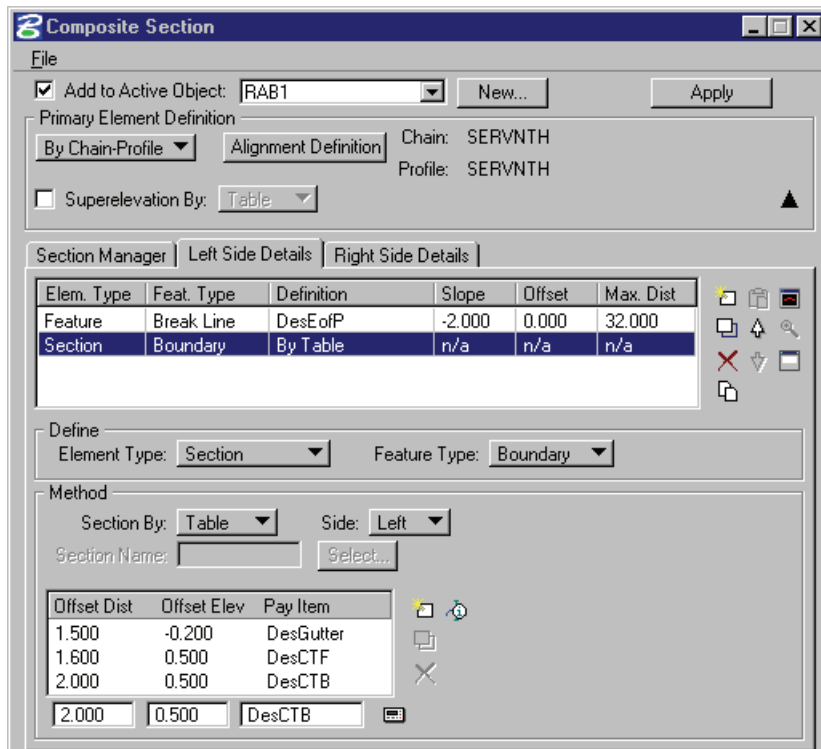 Composite Section
File
Add to Active Object: RAB1 New... Apply
Primary Element Definition
By Chain-Profile Alignment Definition Chain: SERVNTH
Profile: SERVNTH
Superelevation By: Table
Section Manager Left Side Details Right Side Details
Elem. Type Feat. Type Definition Slope Offset Max. Dist
Feature Break Line DesEofP -2.000 0.000 32.000
Section Boundary By Table n/a n/a n/a
Define
Element Type: Section Feature Type: Boundary
Method
Section By: Table Side: Left
Section Name: Select...
Offset Dist Offset Elev Pay Item
1.500 -0.200 DesGutter
1.600 0.500 DesCTF
2.000 0.500 DesCTB
2.000 0.500 DesCTB